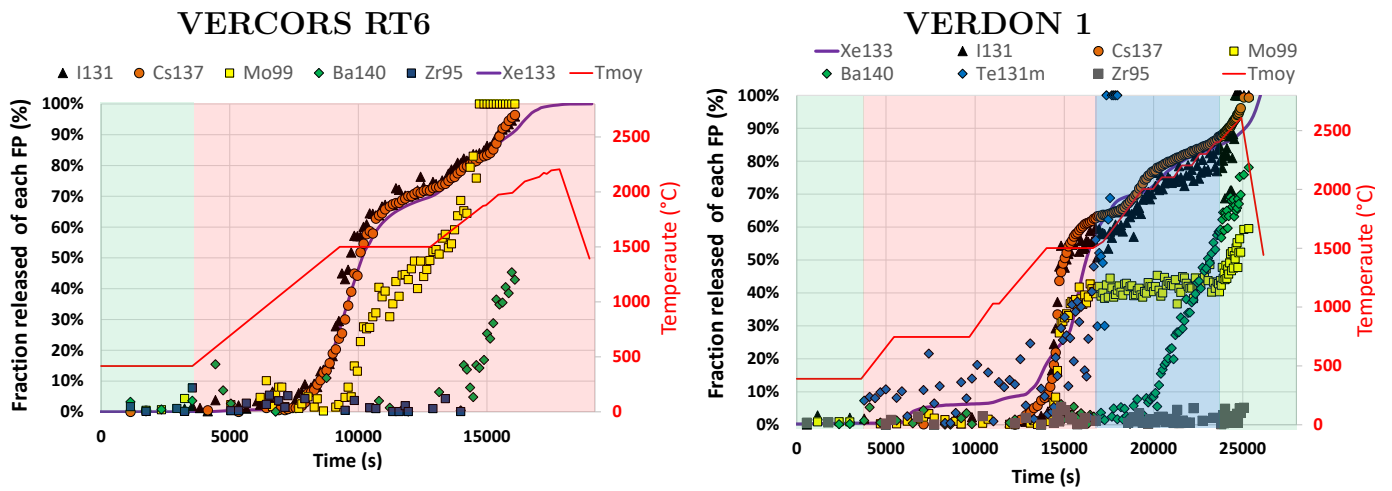 VERCORS RT6
I131 Cs137 Mo99 Ba140 Zr95 Xe133 Tmoy
Fraction released of each FP (%)
100%
90%
80%
70%
60%
50%
40%
30%
20%
10%
0%
2500
2000
1500
1000
500
0
Temperaute (°C)
0 5000 10000 15000
Time (s)
VERDON 1
Xe133 I131 Cs137 Mo99
Ba140 Te131m Zr95 Tmoy
Fraction released of each FP (%)
100%
90%
80%
70%
60%
50%
40%
30%
20%
10%
0%
2500
2000
1500
1000
500
0
Temperaute (°C)
0 5000 10000 15000 20000 25000
Time (s)